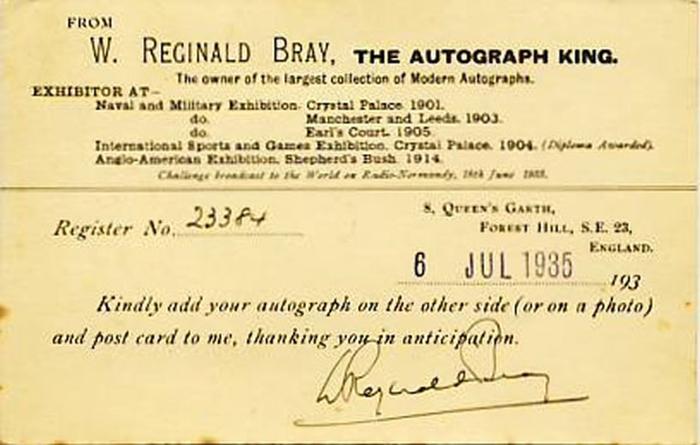 FROM
W. REGINALD BRAY, THE AUTOGRAPH KING.
The owner of the largest collection of Modern Autographs.
EXHIBITOR AT—
Naval and Military Exhibition. Crystal Palace. 1901.
do. Manchester and Leeds. 1903.
do. Earl's Court. 1905.
International Sports and Games Exhibition. Crystal Palace. 1904. (Diploma Awarded).
Anglo-American Exhibition. Shepherd's Bush. 1914.
Challenge broadcast to the World on Radio-Normandy, 18th June
8, QUEEN'S GARTH,
Register No. 23384
FOREST HILL, S.E. 23,
ENGLAND.
6 JUL 1935 193
Kindly add your autograph on the other side (or on a photo)
and post card to me, thanking you in anticipation.
W Reginald Bray